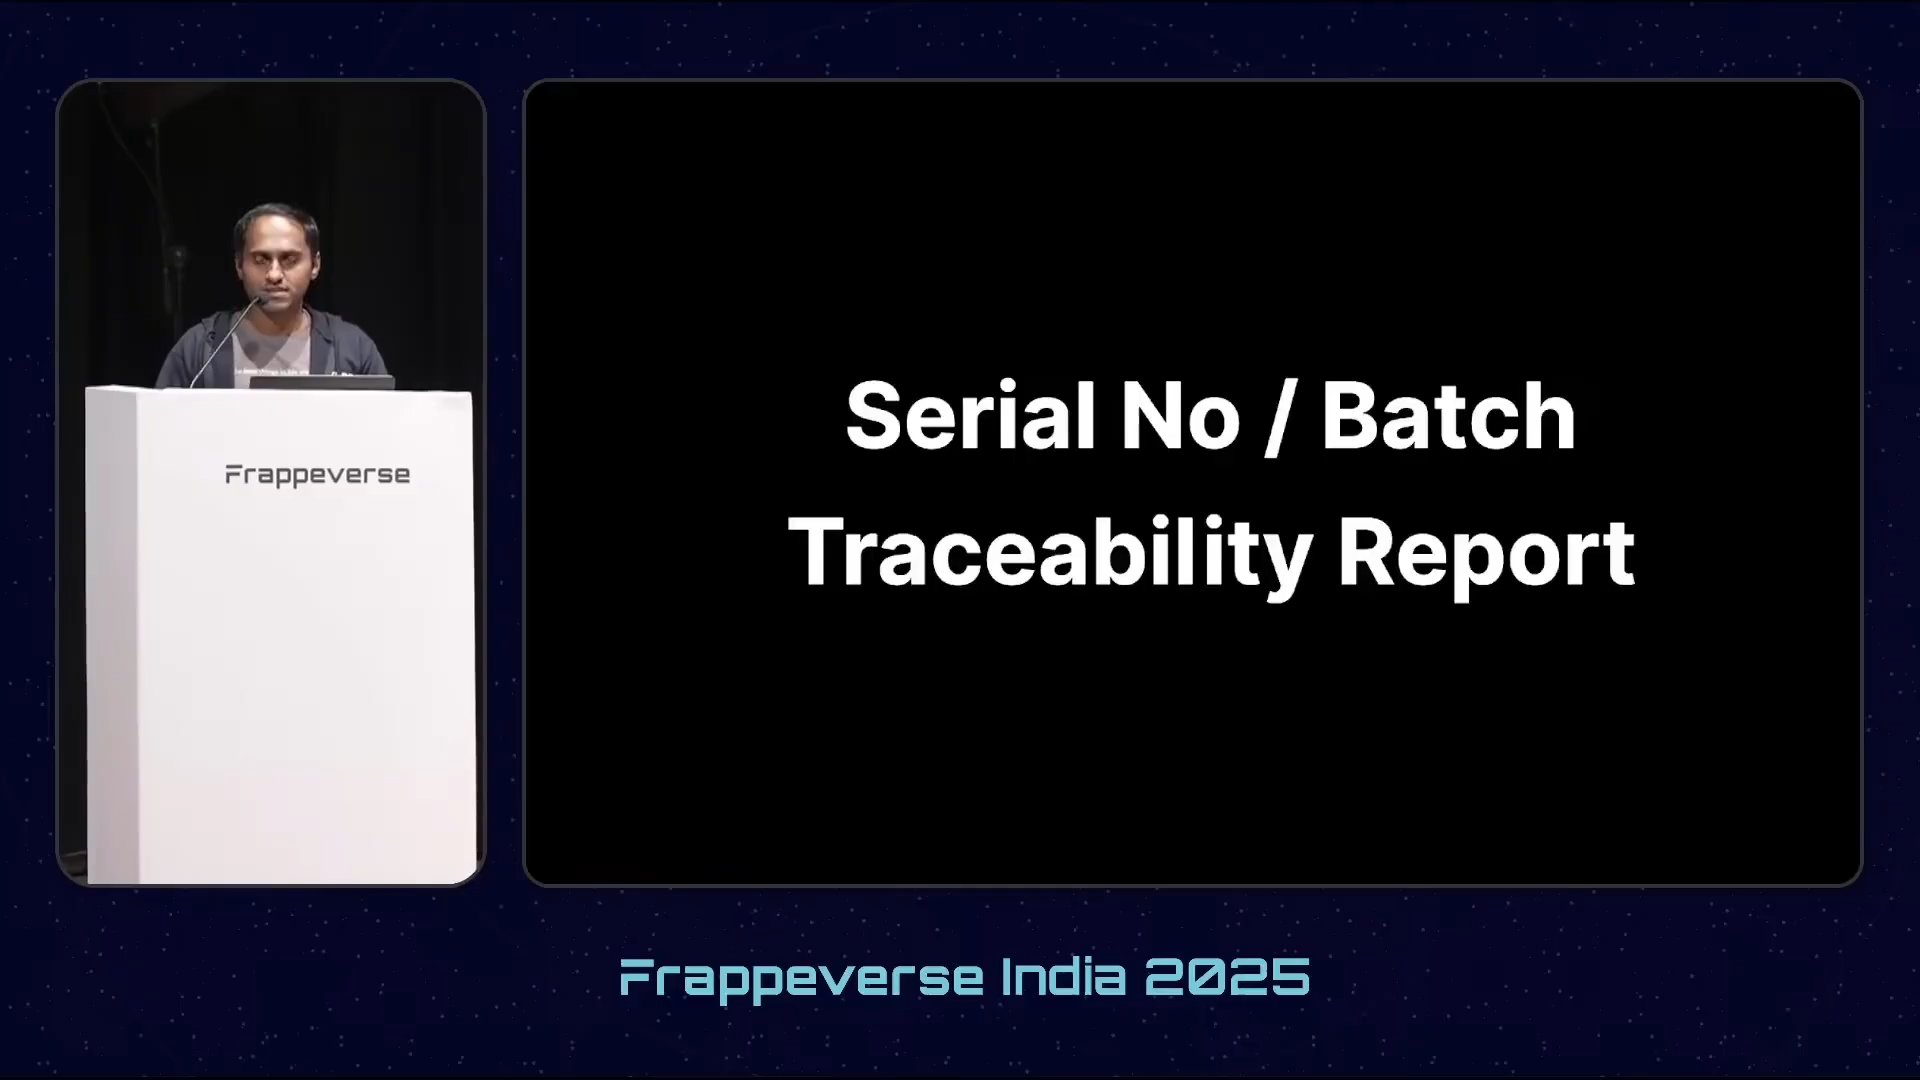 Serial No / Batch
Traceability Report
Frappeverse
Frappeverse India 2025